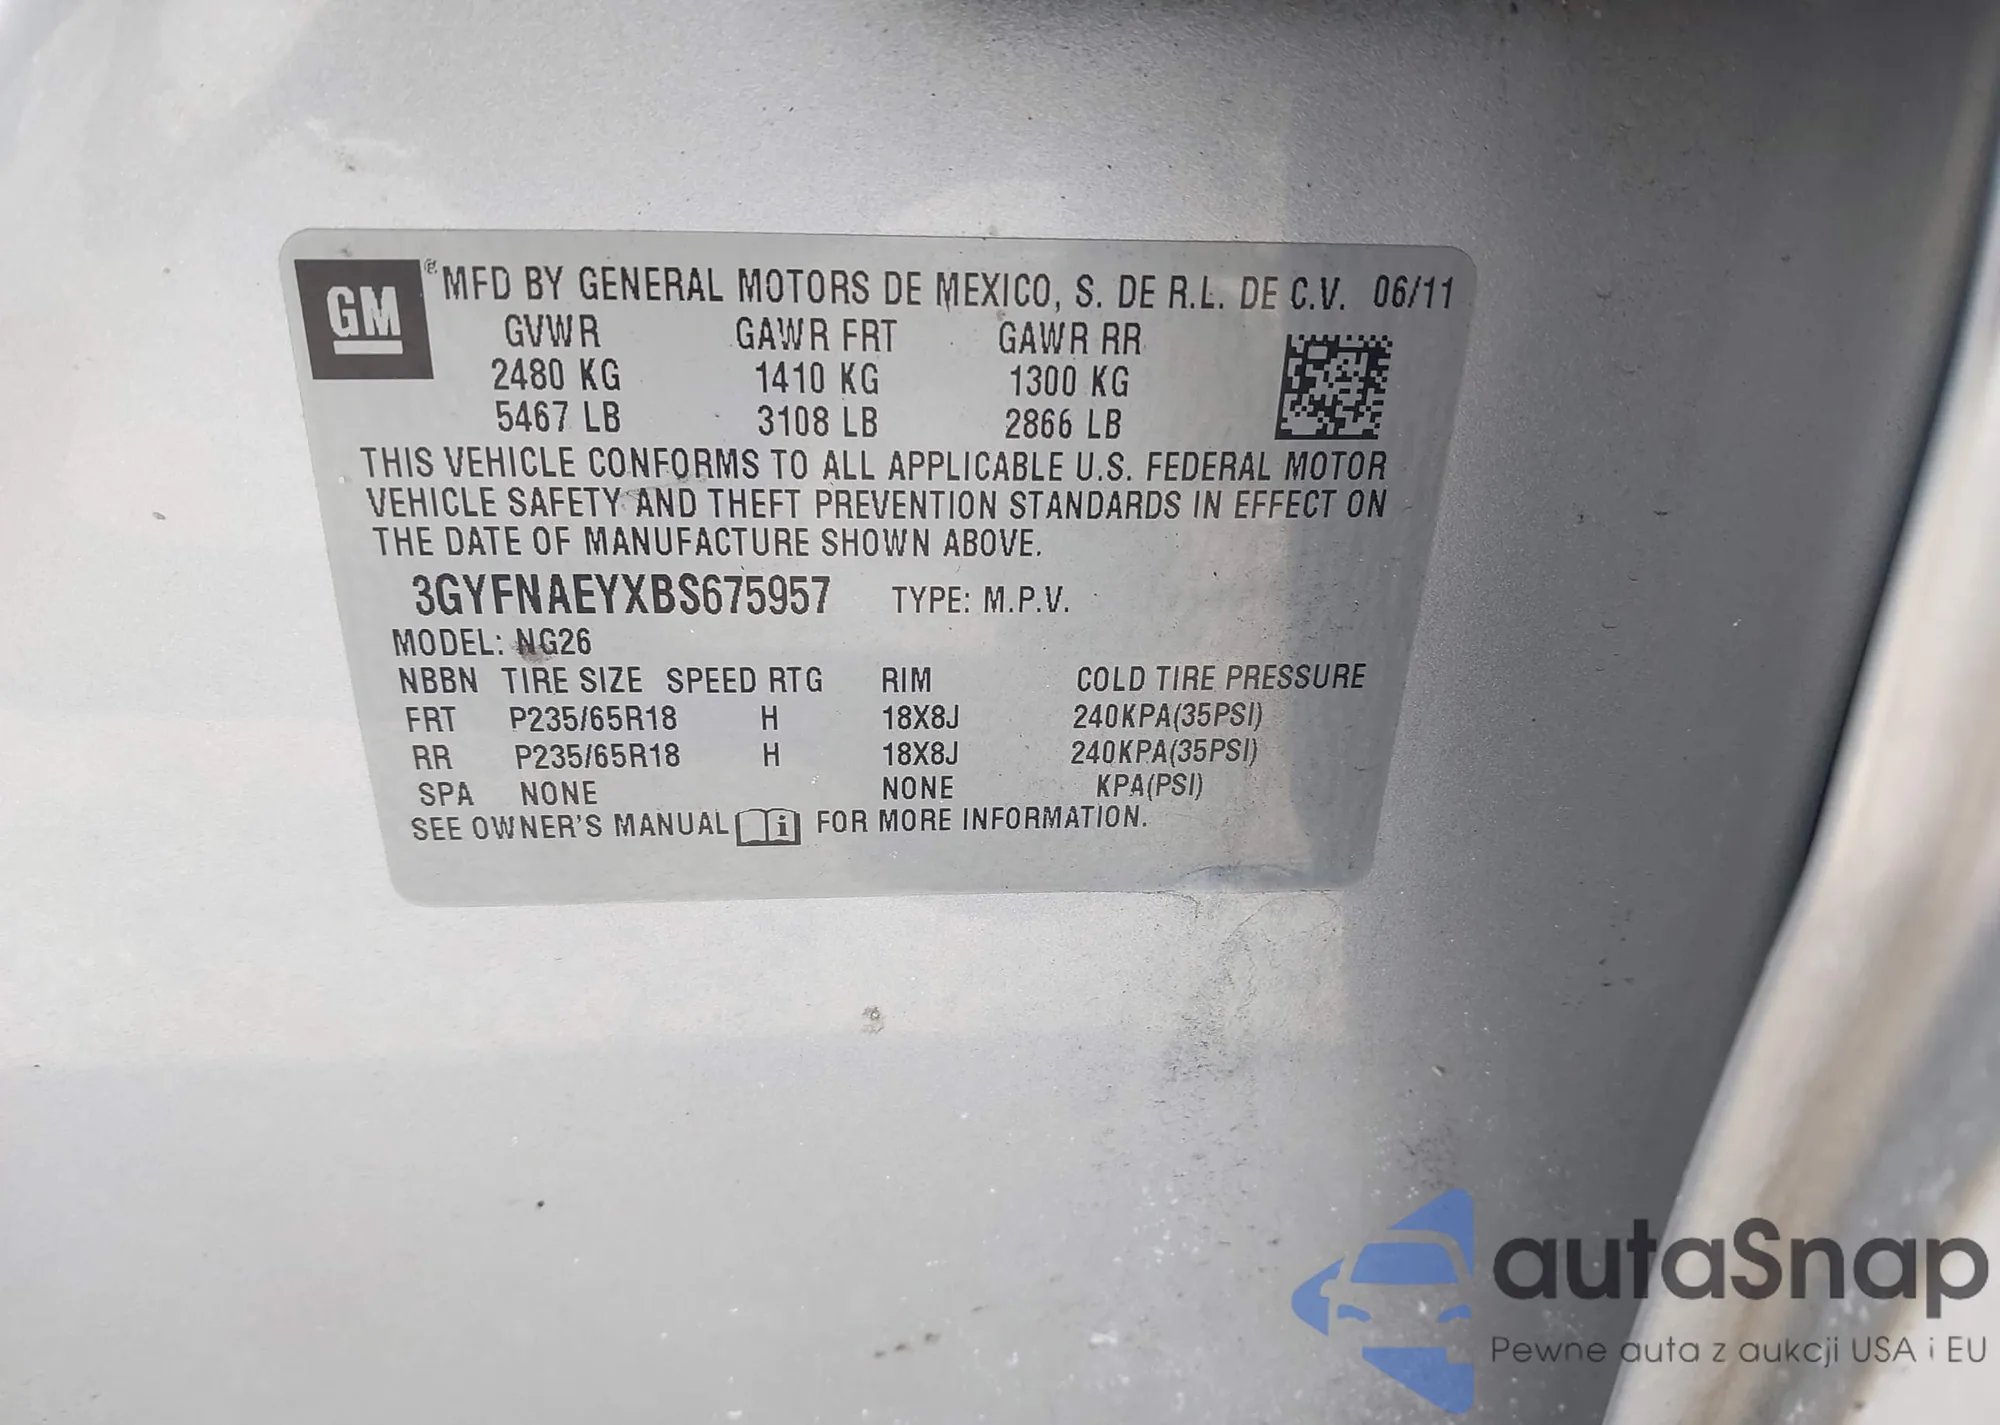 GM ® MFD BY GENERAL MOTORS DE MEXICO, S. DE R.L. DE C.V. 06/11
GVWR GAWR FRT GAWR RR
2480 KG 1410 KG 1300 KG
5467 LB 3108 LB 2866 LB
THIS VEHICLE CONFORMS TO ALL APPLICABLE U.S. FEDERAL MOTOR
VEHICLE SAFETY AND THEFT PREVENTION STANDARDS IN EFFECT ON
THE DATE OF MANUFACTURE SHOWN ABOVE.
3GYFNAEYXBS675957 TYPE: M.P.V.
MODEL: NG26
NBBN TIRE SIZE SPEED RTG RIM COLD TIRE PRESSURE
FRT P235/65R18 H 18X8J 240KPA(35PSI)
RR P235/65R18 H 18X8J 240KPA(35PSI)
SPA NONE NONE KPA(PSI)
SEE OWNER'S MANUAL i FOR MORE INFORMATION.
autaSnap
Pewne auta z aukcji USA i EU